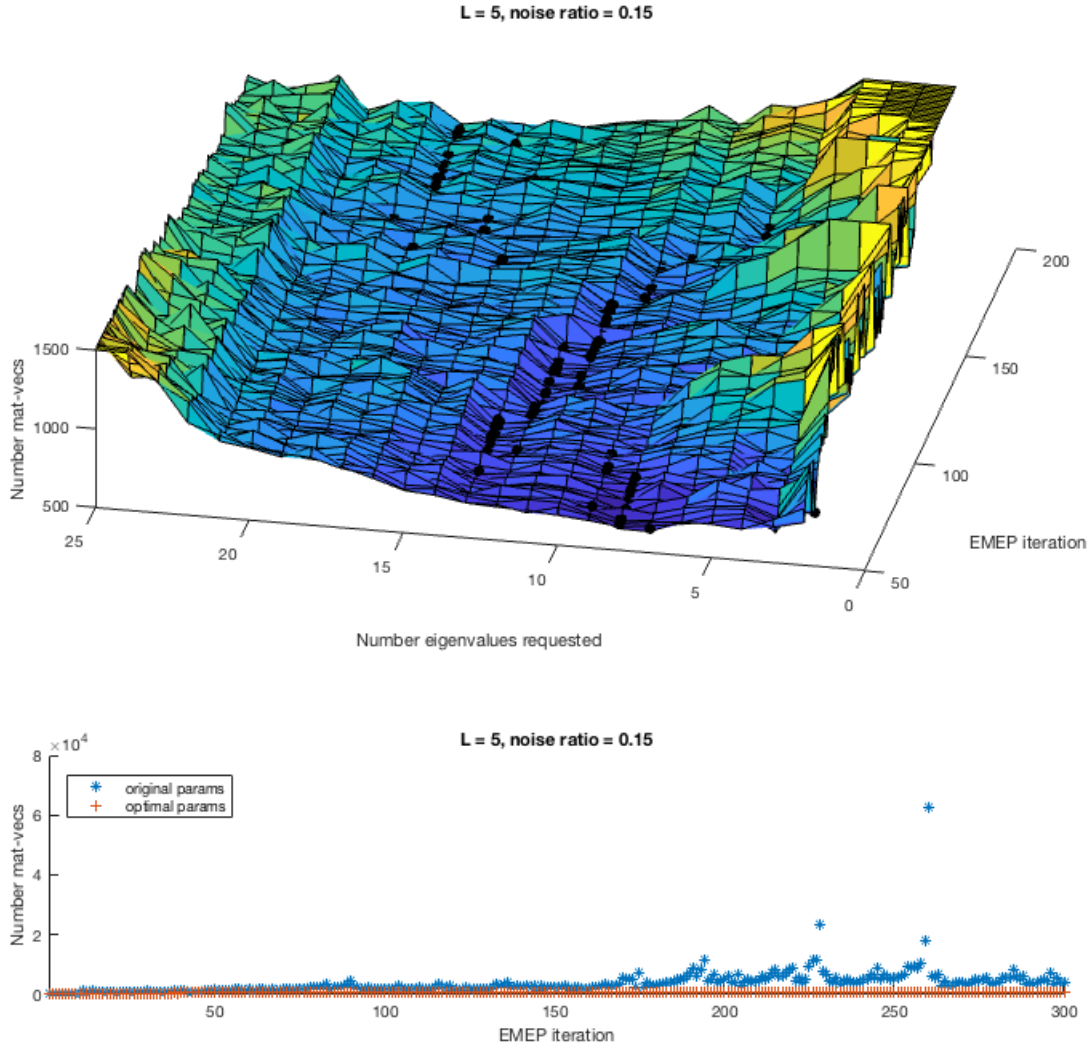 L = 5, noise ratio = 0.15
200
150
1500
Number mat-vecs
1000
100
500
EMEP iteration
25
20
15
10
5
0
50
Number eigenvalues requested
L = 5, noise ratio = 0.15
×10⁴
8
original params
optimal params
6
Number mat-vecs
4
2
0
50
100
150
200
250
300
EMEP iteration